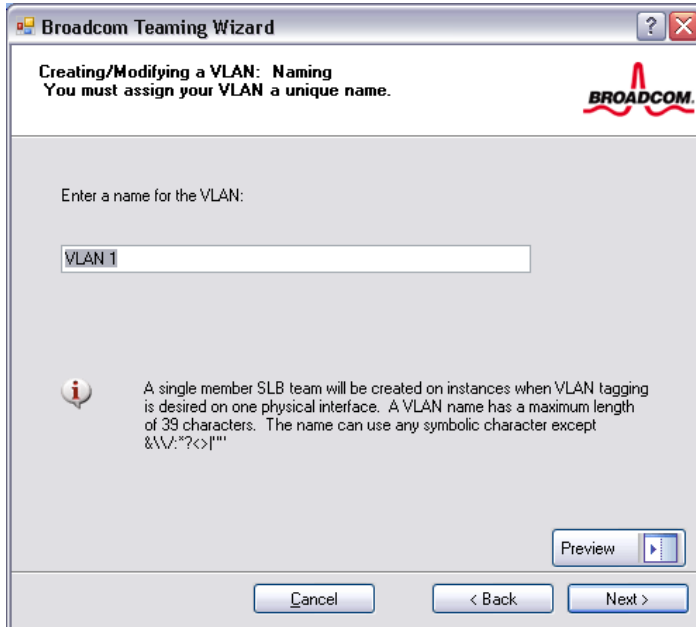 Broadcom Teaming Wizard
Creating/Modifying a VLAN: Naming
You must assign your VLAN a unique name.
BROADCOM.
Enter a name for the VLAN:
VLAN 1
A single member SLB team will be created on instances when VLAN tagging
is desired on one physical interface. A VLAN name has a maximum length
of 39 characters. The name can use any symbolic character except
&\\/:*?<>|""'
Preview
Cancel
< Back
Next >